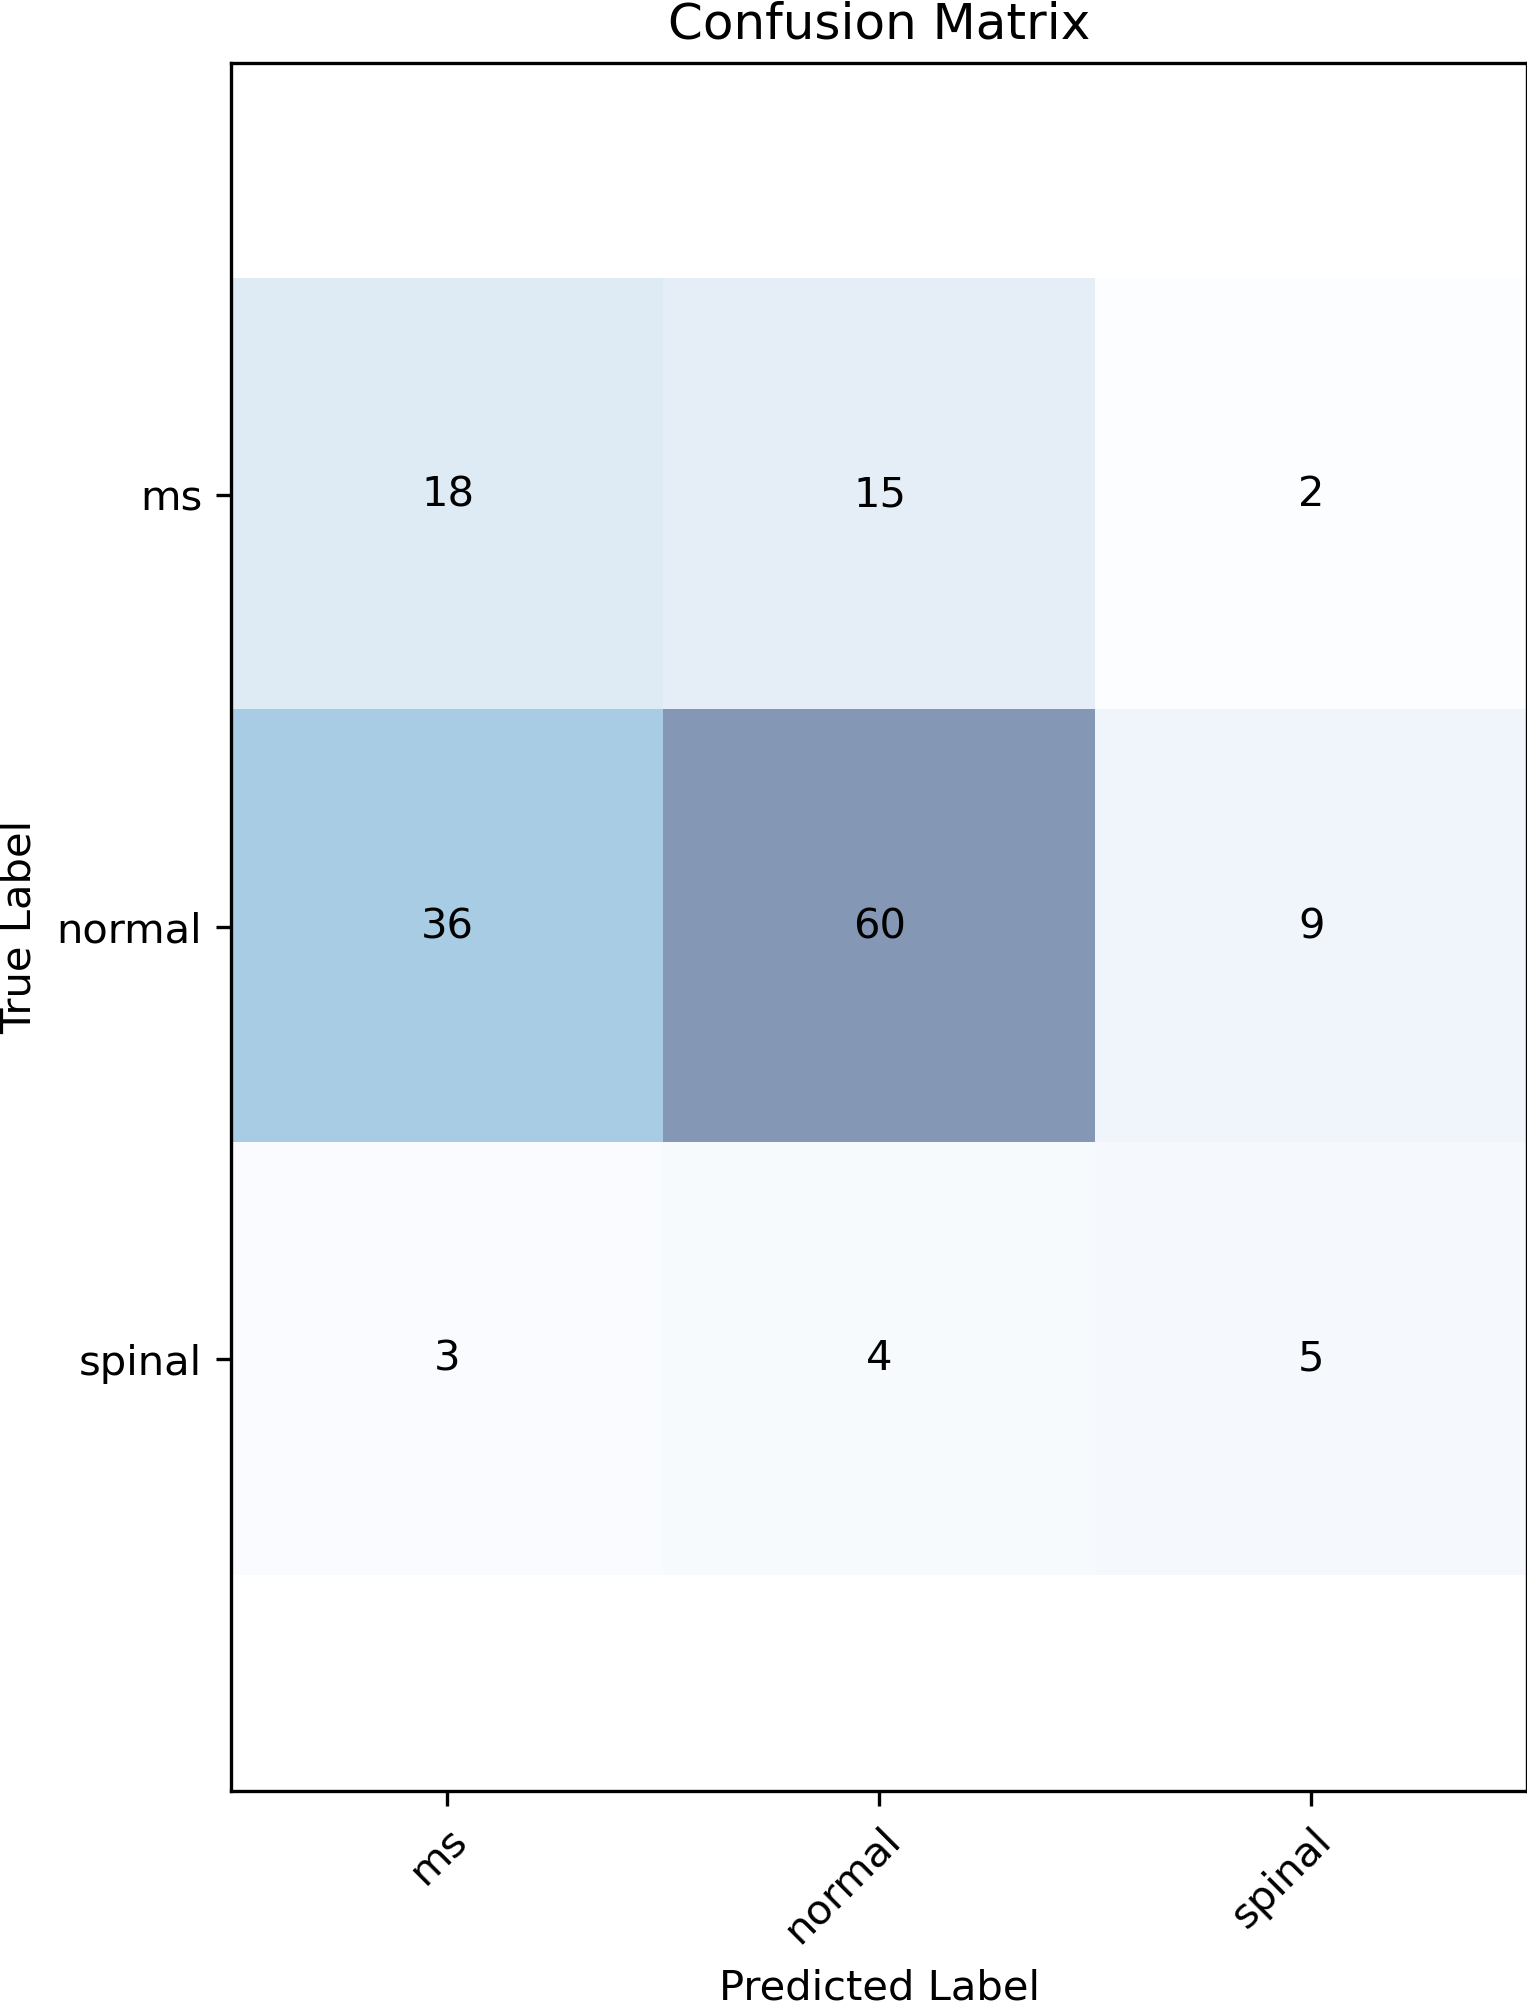 Confusion Matrix
ms 18 15 2
normal 36 60 9
spinal 3 4 5
True Label
ms normal spinal
Predicted Label